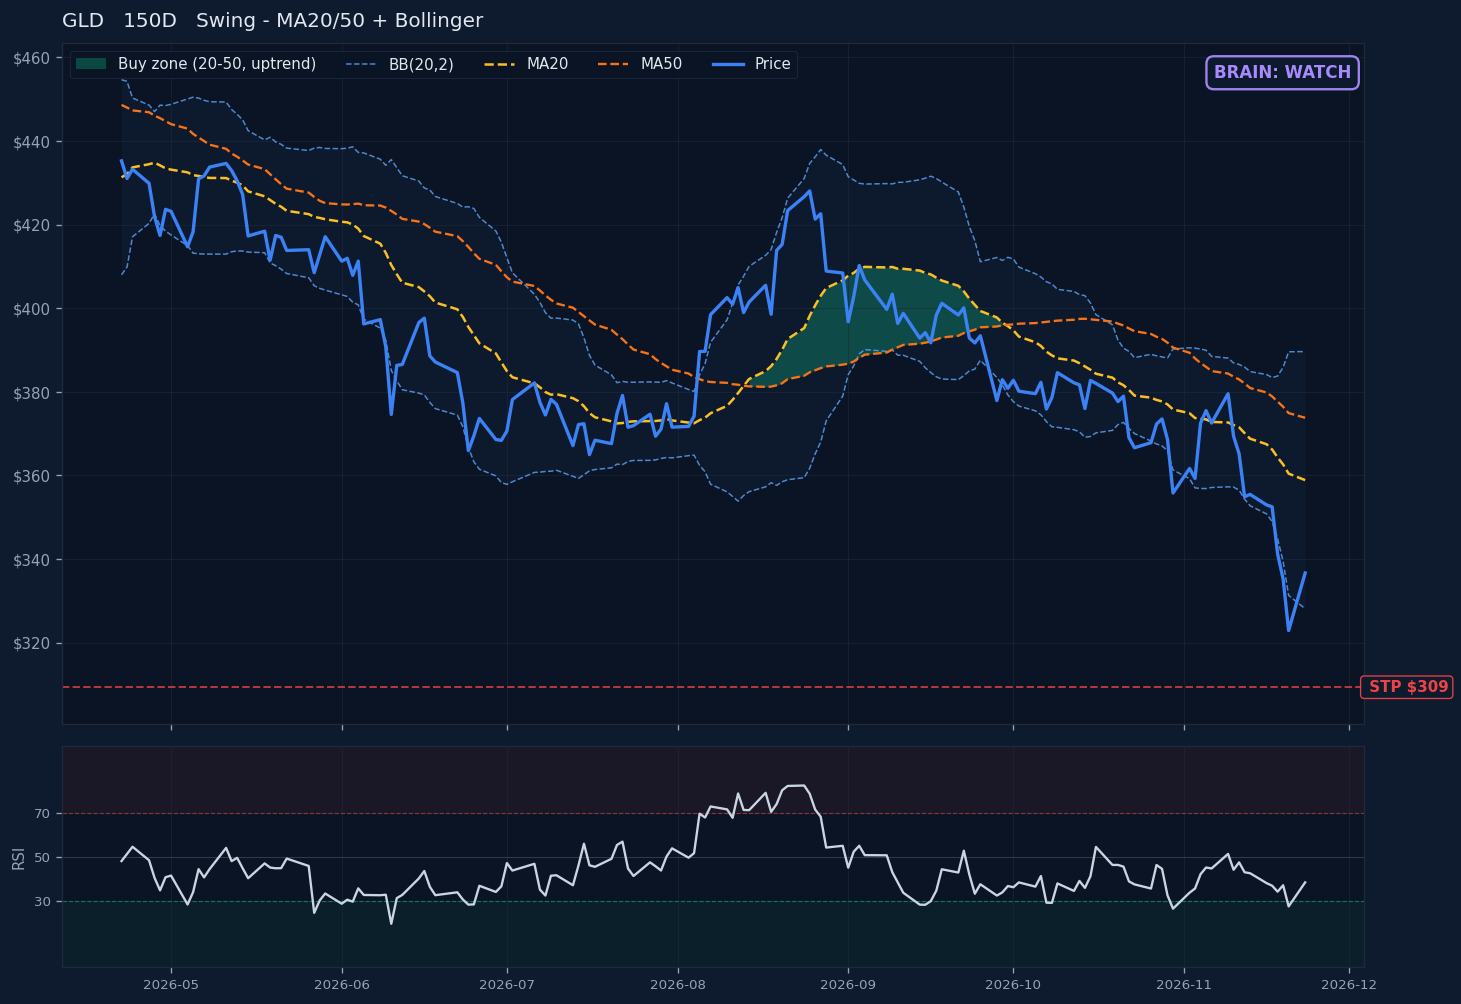 GLD 150D Swing - MA20/50 + Bollinger
Buy zone (20-50, uptrend) BB(20,2) MA20 MA50 Price
BRAIN: WATCH
$460
$440
$420
$400
$380
$360
$340
$320
STP $309
RSI
70
50
30
2026-05 2026-06 2026-07 2026-08 2026-09 2026-10 2026-11 2026-12